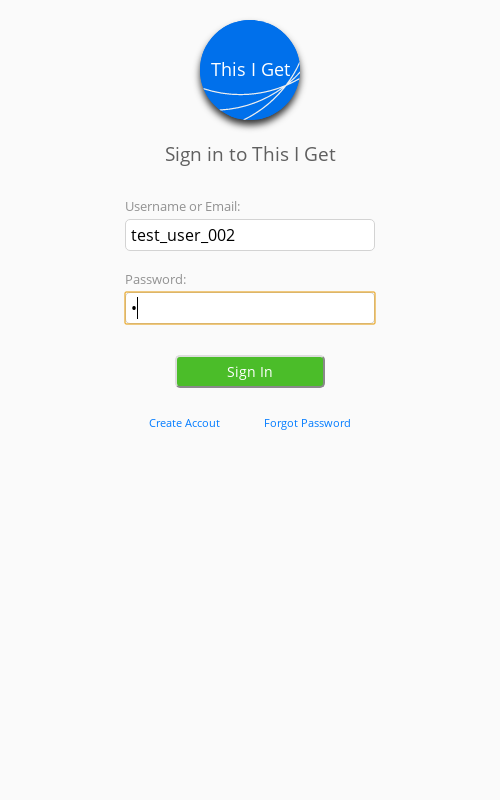 This I Get
Sign in to This I Get
Username or Email:
test_user_002
Password:
•
Sign In
Create Accout
Forgot Password